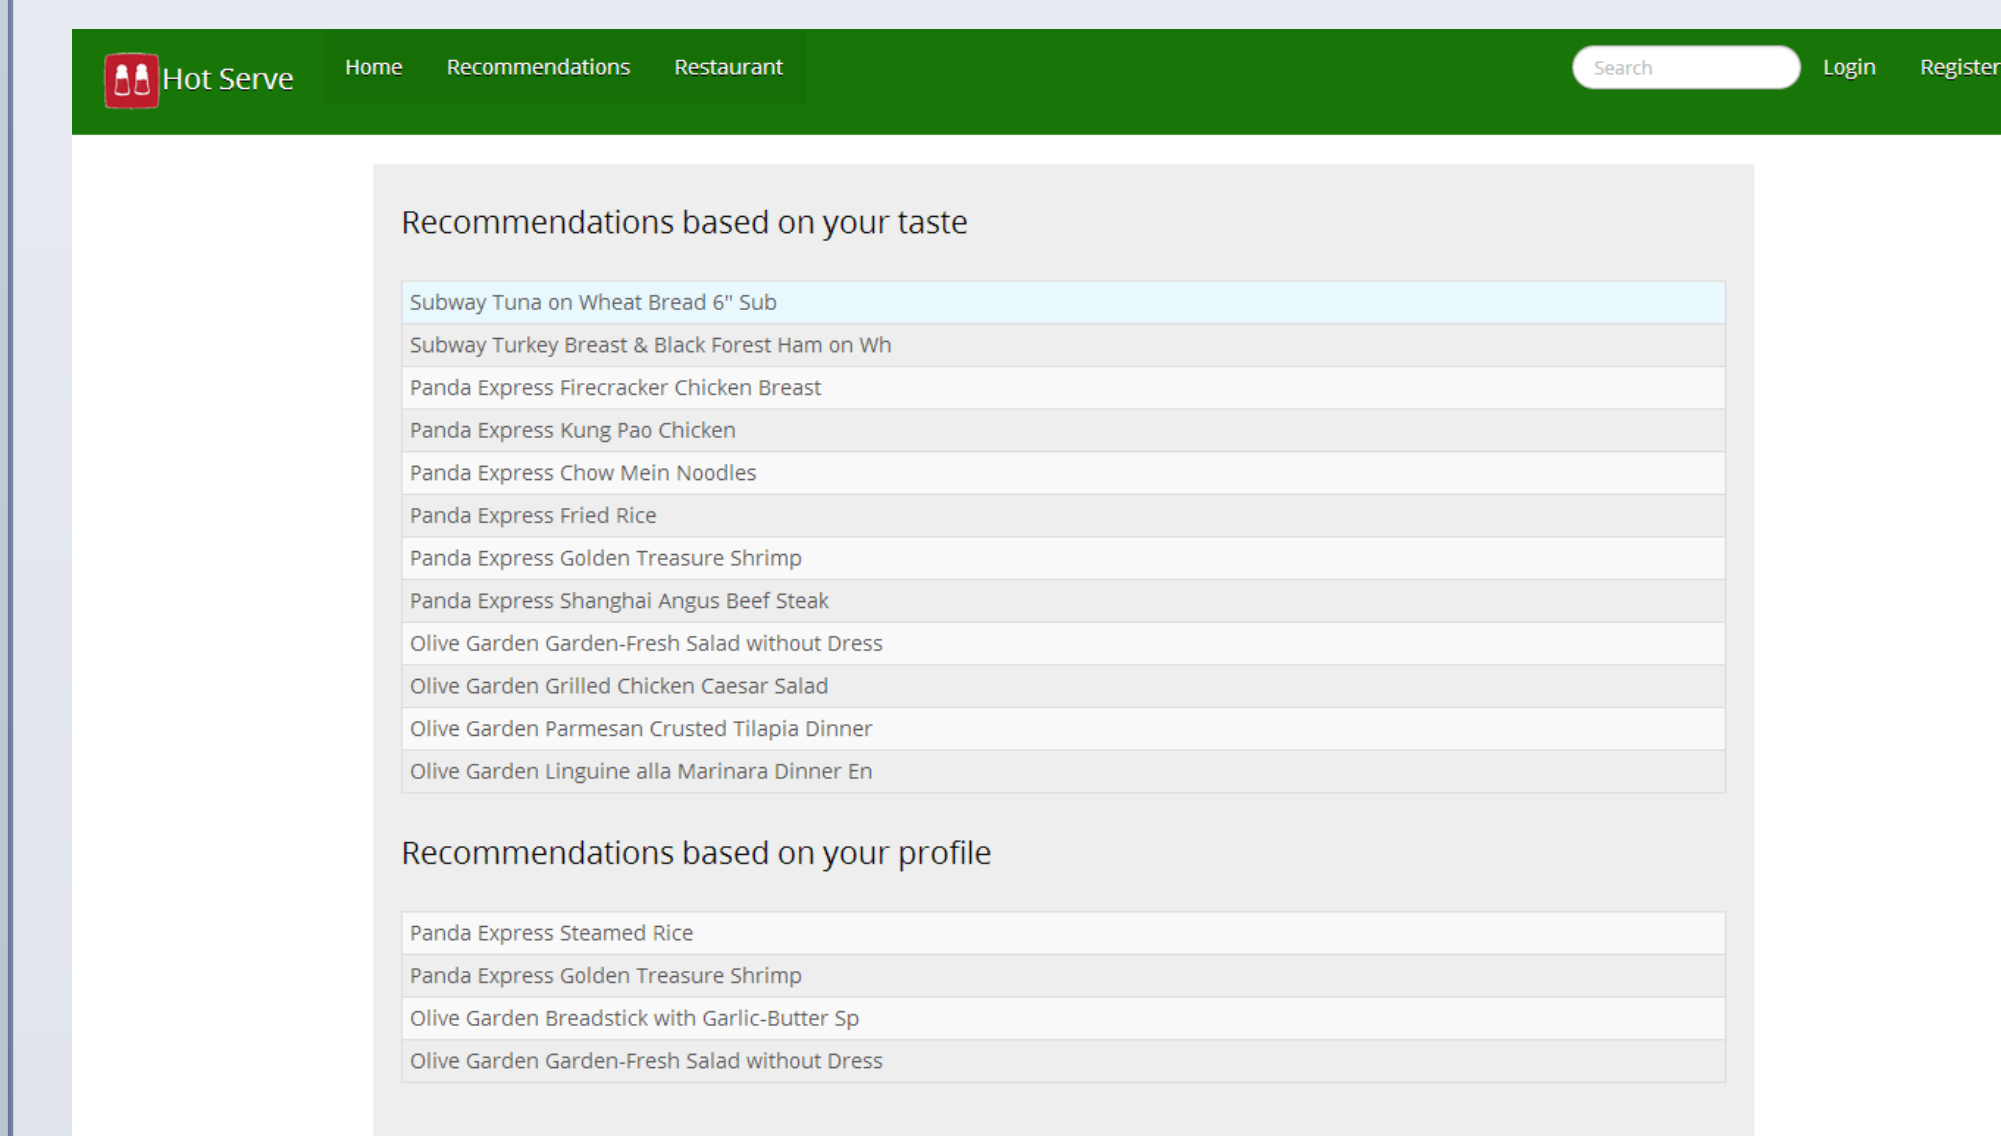 Hot Serve
Home Recommendations Restaurant
Search
Login Register
Recommendations based on your taste
Subway Tuna on Wheat Bread 6" Sub
Subway Turkey Breast & Black Forest Ham on Wh
Panda Express Firecracker Chicken Breast
Panda Express Kung Pao Chicken
Panda Express Chow Mein Noodles
Panda Express Fried Rice
Panda Express Golden Treasure Shrimp
Panda Express Shanghai Angus Beef Steak
Olive Garden Garden-Fresh Salad without Dress
Olive Garden Grilled Chicken Caesar Salad
Olive Garden Parmesan Crusted Tilapia Dinner
Olive Garden Linguine alla Marinara Dinner En
Recommendations based on your profile
Panda Express Steamed Rice
Panda Express Golden Treasure Shrimp
Olive Garden Breadstick with Garlic-Butter Sp
Olive Garden Garden-Fresh Salad without Dress